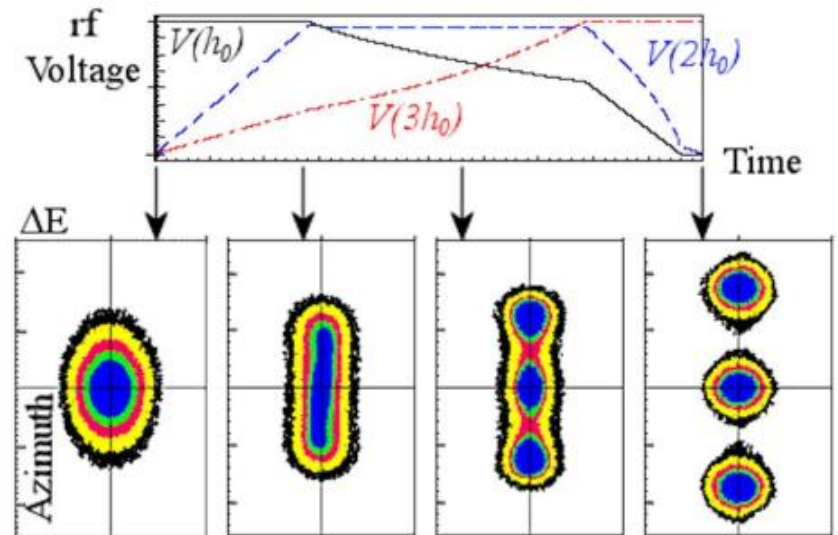 rf
Voltage
V(h₀)
V(3h₀)
V(2h₀)
Time
ΔE
Azimuth